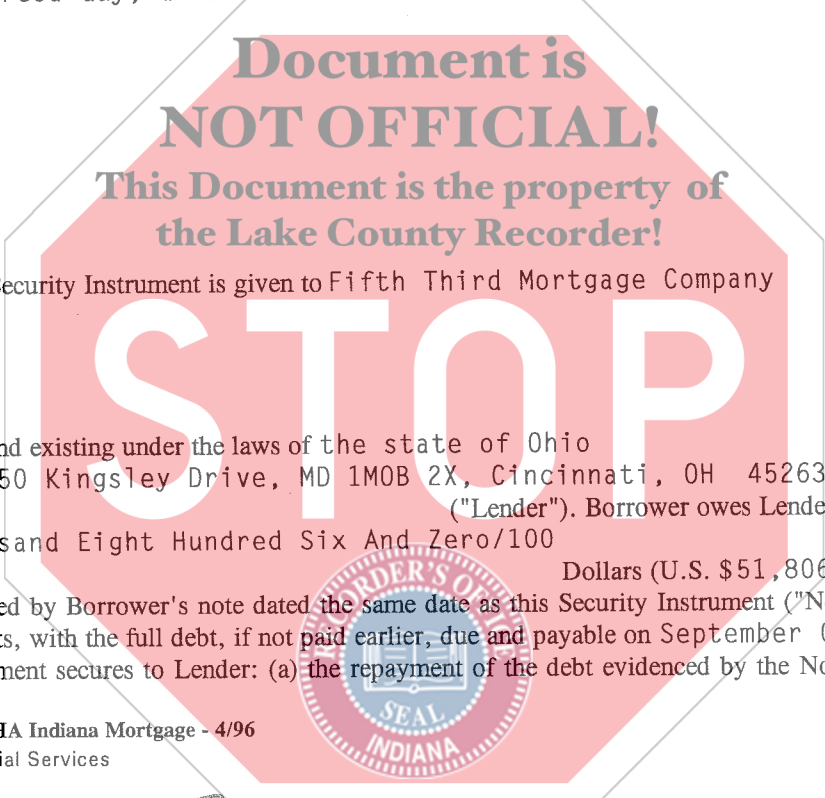 Document is
NOT OFFICIAL!
This Document is the property of
the Lake County Recorder!
ecurity Instrument is given to Fifth Third Mortgage Company
STOP
nd existing under the laws of the state of Ohio
50 Kingsley Drive, MD 1MOB 2X, Cincinnati, OH 45263
("Lender"). Borrower owes Lende
sand Eight Hundred Six And Zero/100
Dollars (U.S. $51,806
ed by Borrower's note dated the same date as this Security Instrument ("N
s, with the full debt, if not paid earlier, due and payable on September
ment secures to Lender: (a) the repayment of the debt evidenced by the No
SEAL
INDIANA
HA Indiana Mortgage - 4/96
ial Services